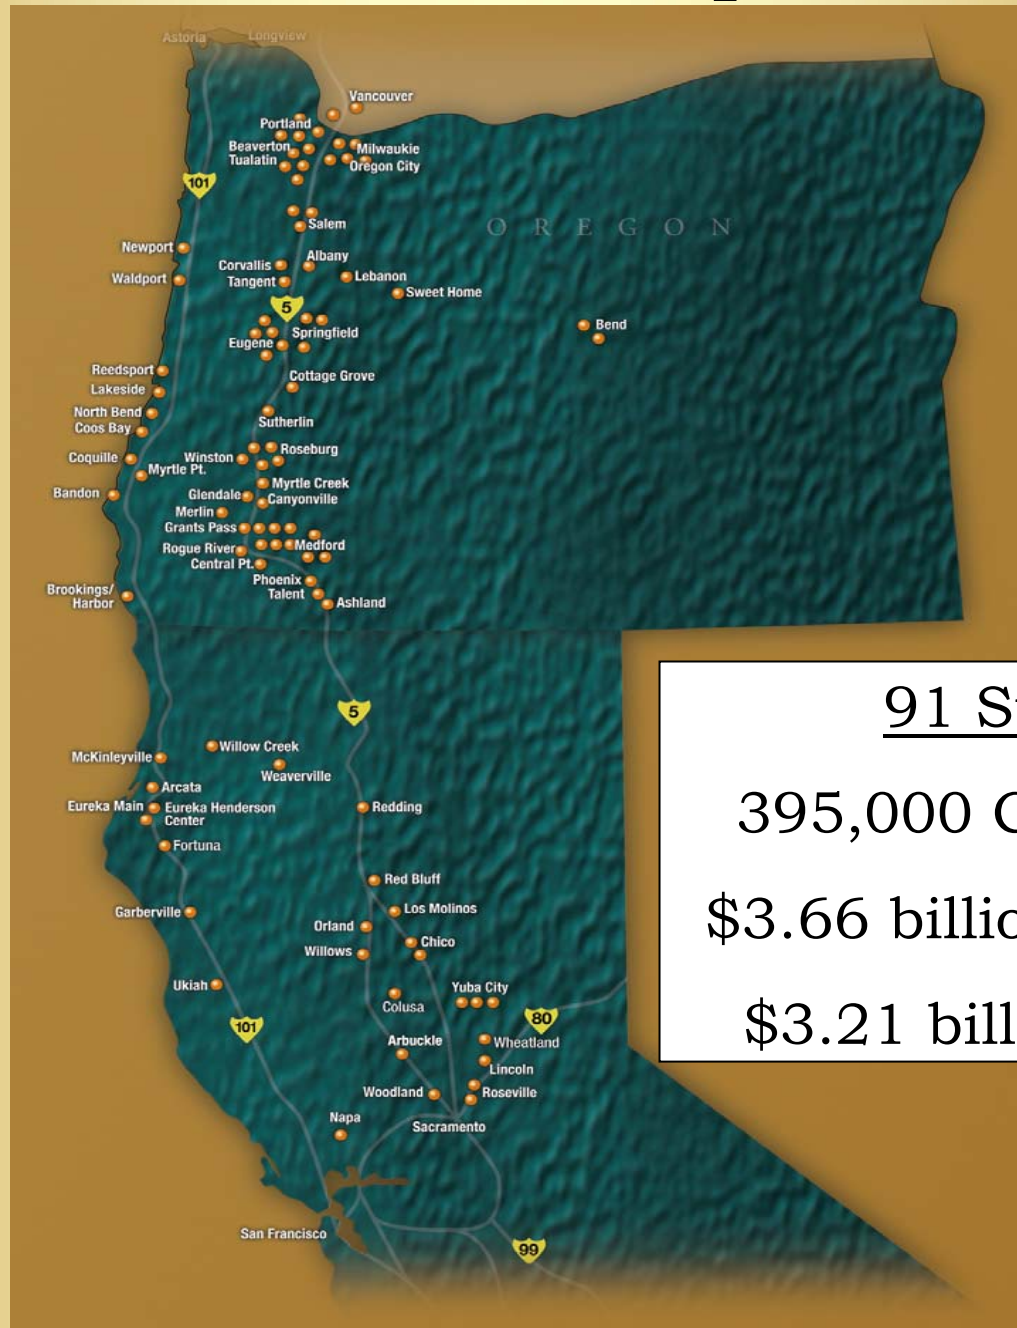 Astoria
Longview
Vancouver
Portland
Beaverton
Milwaukie
Tualatin
Oregon City
101
OREGON
Salem
Newport
Albany
Corvallis
Waldport
Tangent
Lebanon
Sweet Home
5
Bend
Springfield
Eugene
Reedsport
Cottage Grove
Lakeside
North Bend
Sutherlin
Coos Bay
Roseburg
Coquille
Winston
Myrtle Pt.
Myrtle Creek
Bandon
Glendale
Canyonville
Merlin
Grants Pass
Medford
Rogue River
Central Pt.
Phoenix
Brookings/
Harbor
Talent
Ashland
91 S
395,000
$3.66 billio
$3.21 bill
5
Willow Creek
McKinleyville
Weaverville
Arcata
Eureka Main
Eureka Henderson
Center
Redding
Fortuna
Red Bluff
Garberville
Los Molinos
Orland
Chico
Willows
Ukiah
Yuba City
Colusa
80
101
Arbuckle
Wheatland
Lincoln
Woodland
Roseville
Napa
Sacramento
San Francisco
99